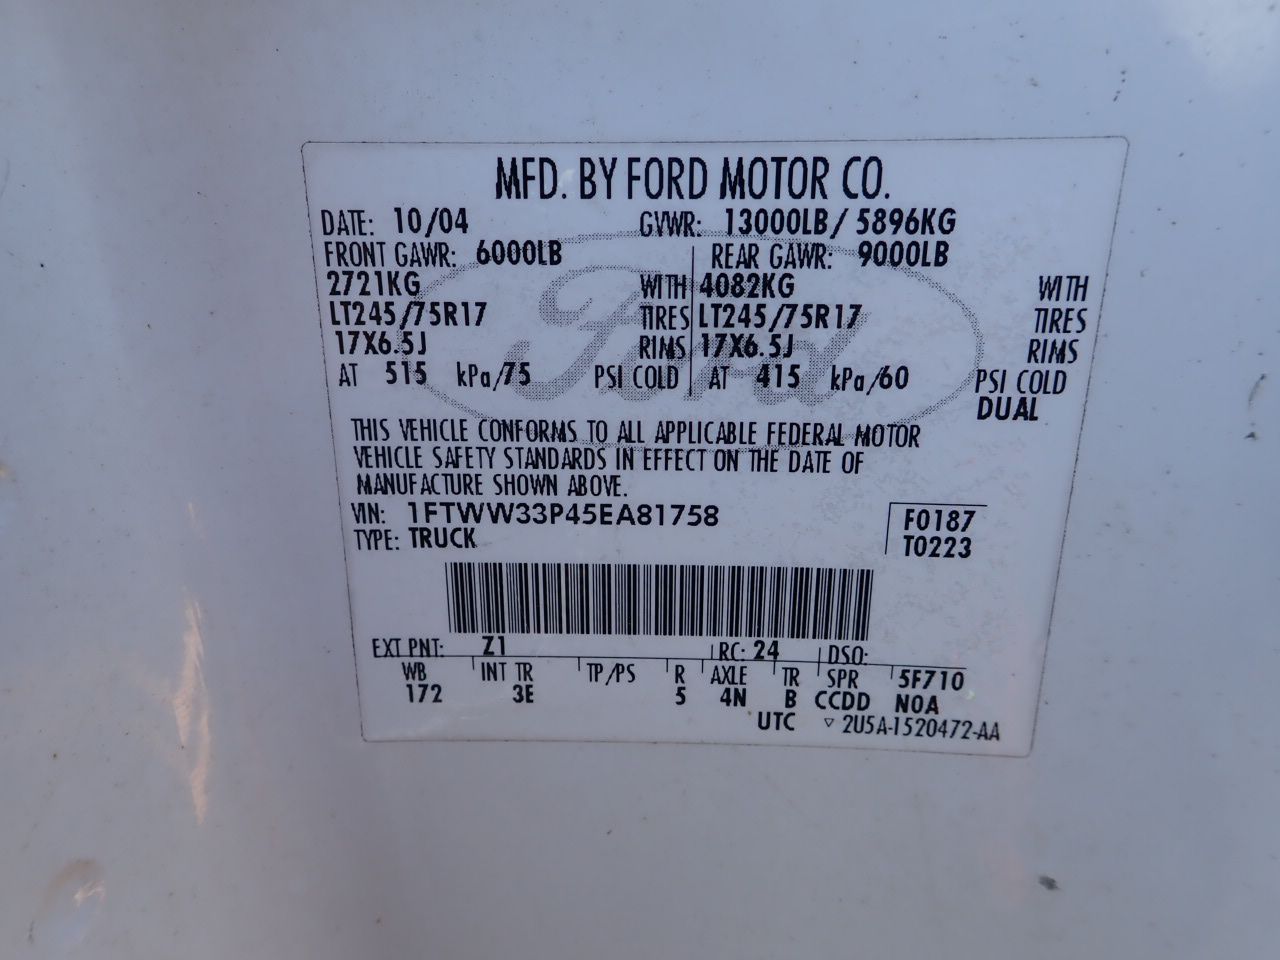 MFD. BY FORD MOTOR CO.
DATE: 10/04 GVWR: 13000LB/ 5896KG
FRONT GAWR: 6000LB REAR GAWR: 9000LB
2721KG WITH 4082KG WITH
LT245/75R17 TIRES LT245/75R17 TIRES
17X6.5J RIMS 17X6.5J RIMS
AT 515 kPa/75 PSI COLD AT 415 kPa/60 PSI COLD
DUAL
Ford
THIS VEHICLE CONFORMS TO ALL APPLICABLE FEDERAL MOTOR
VEHICLE SAFETY STANDARDS IN EFFECT ON THE DATE OF
MANUFACTURE SHOWN ABOVE.
VIN: 1FTWW33P45EA81758 F0187
TYPE: TRUCK T0223
EXT PNT: Z1 RC: 24 DSO:
WB INT TR TP/PS R AXLE TR SPR 5F710
172 3E 5 4N B CCDD NOA
UTC ▽ 2U5A-1520472-AA